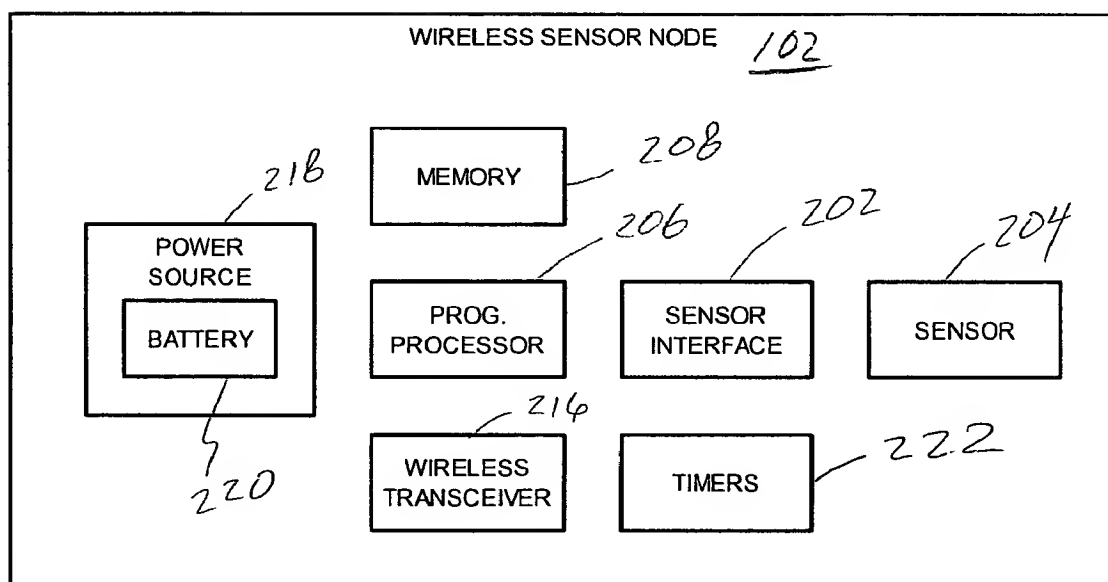 WIRELESS SENSOR NODE 102
208
MEMORY
218
POWER
SOURCE
BATTERY
220
206
PROG.
PROCESSOR
202
SENSOR
INTERFACE
204
SENSOR
216
WIRELESS
TRANSCEIVER
222
TIMERS